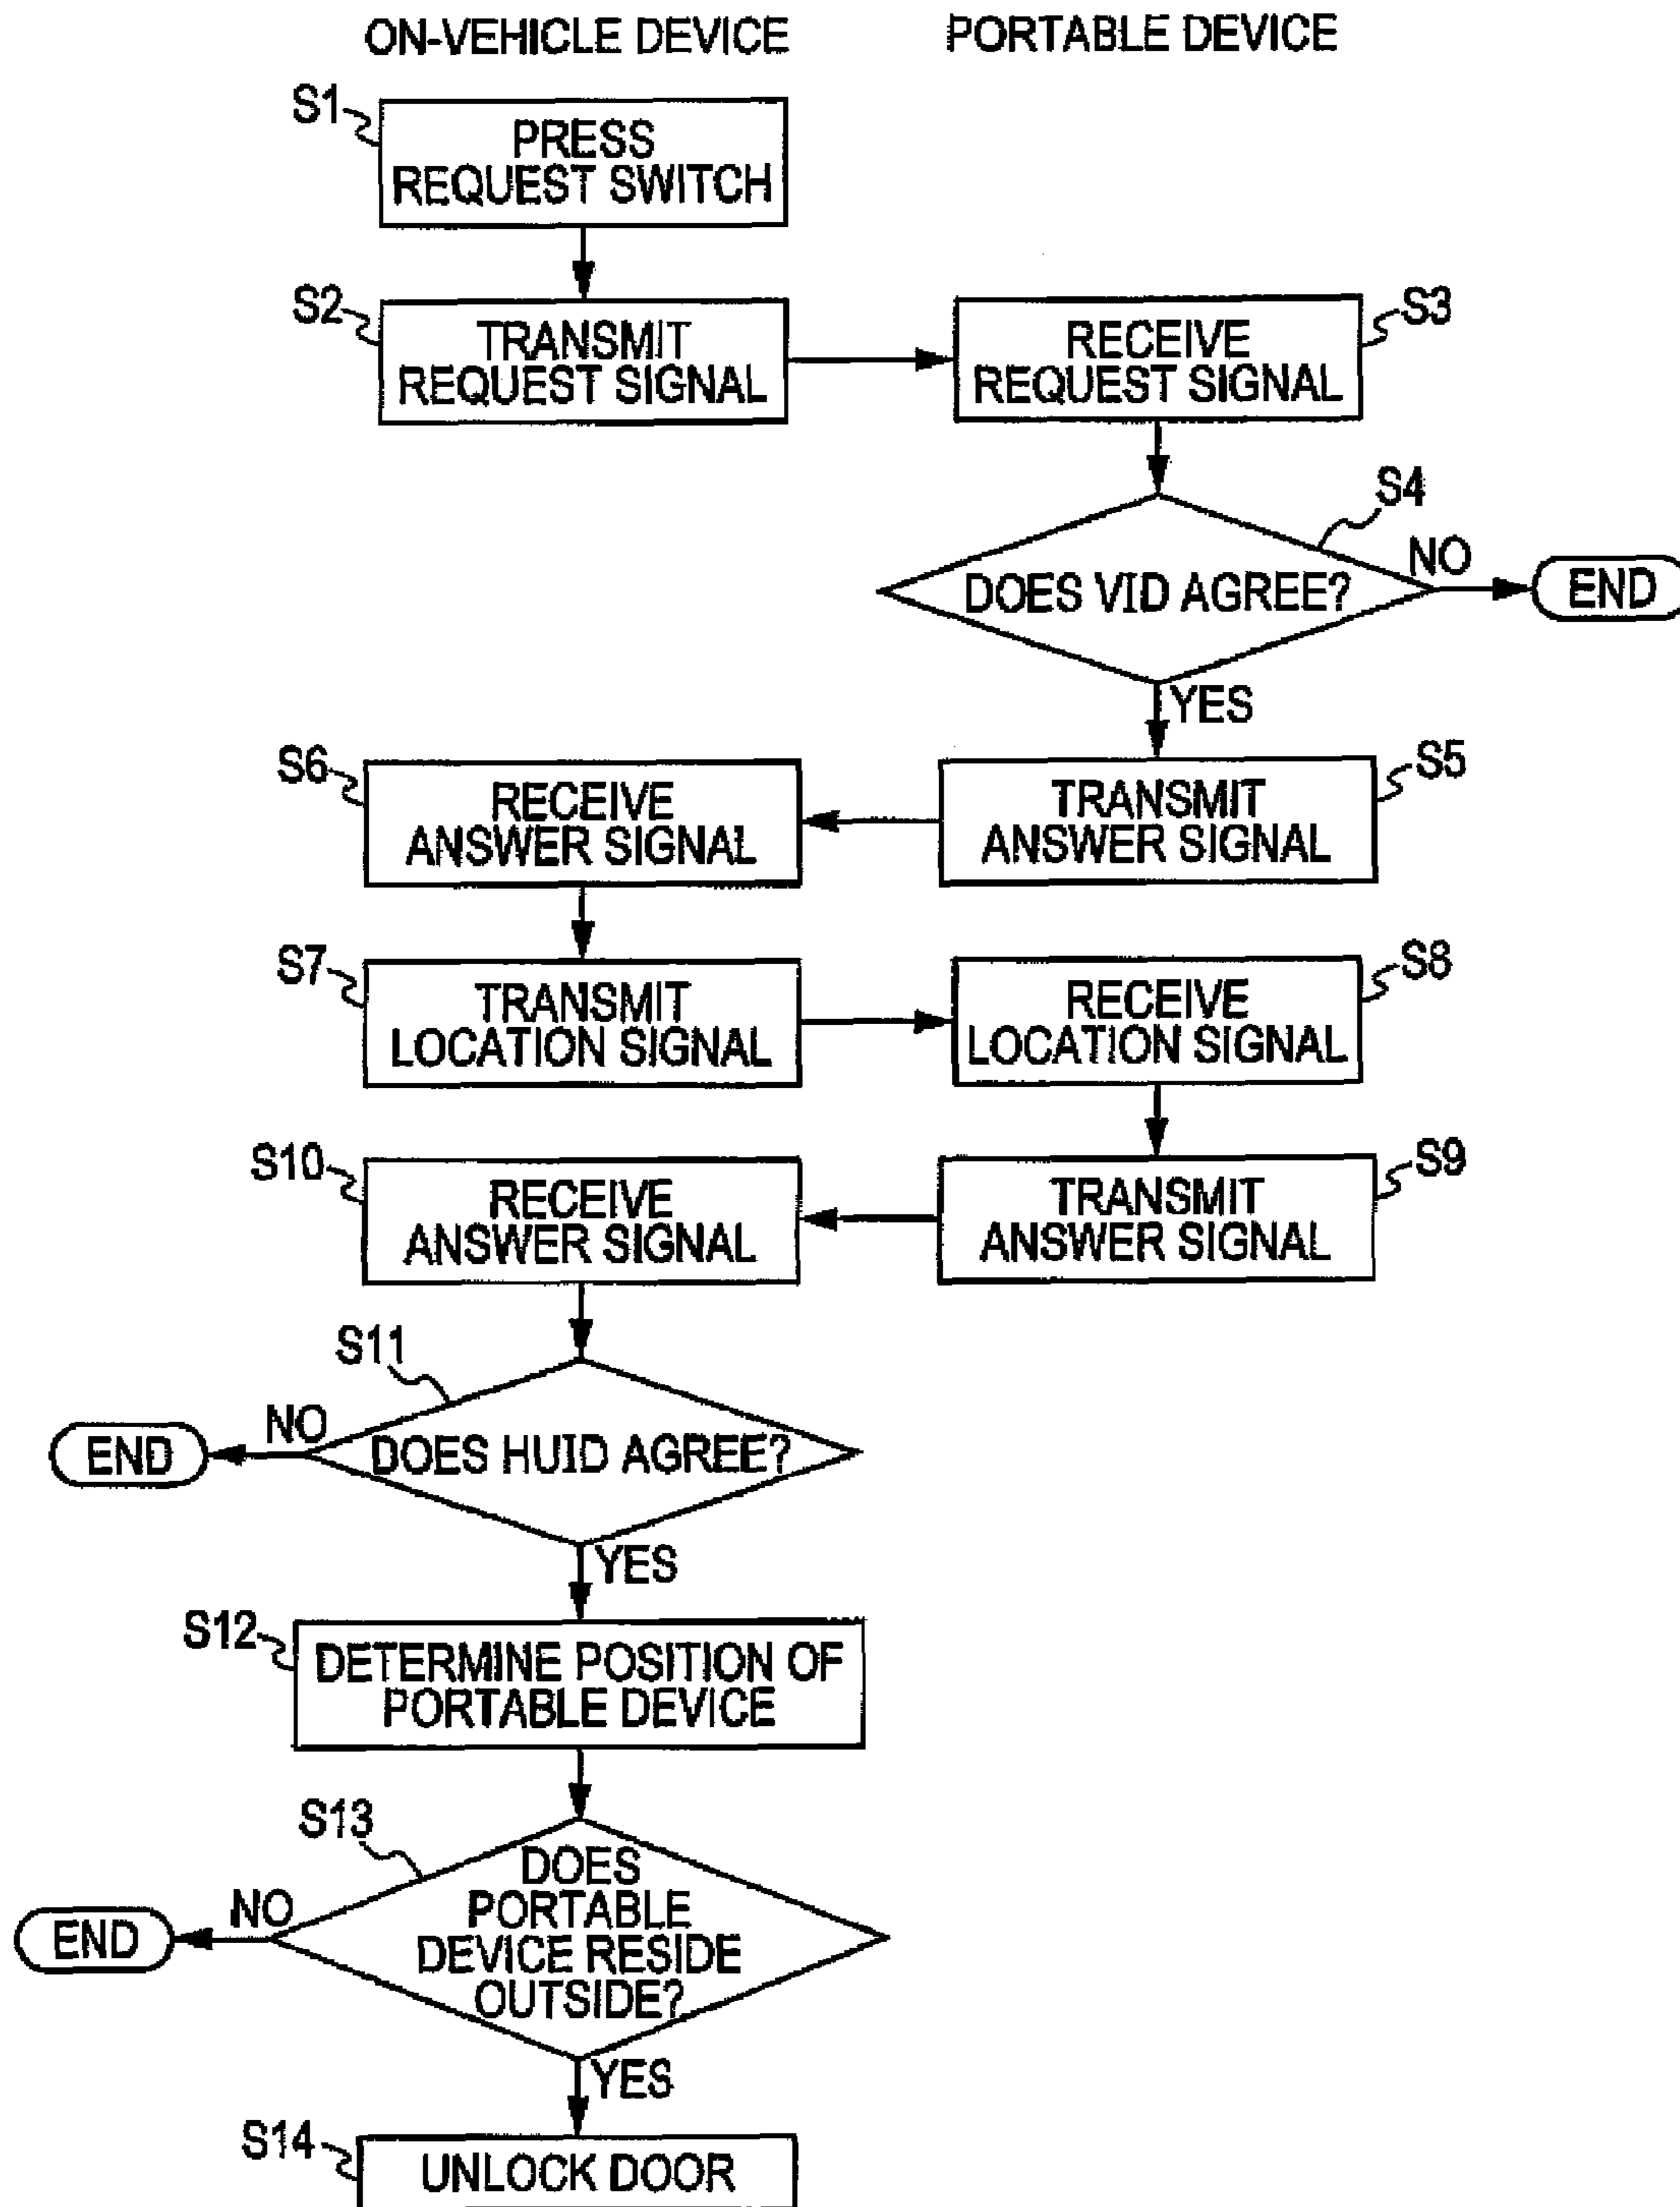 ON-VEHICLE DEVICE
PORTABLE DEVICE
S1
PRESS
REQUEST SWITCH
S2
TRANSMIT
REQUEST SIGNAL
S3
RECEIVE
REQUEST SIGNAL
S4
DOES VID AGREE?
NO
END
YES
S5
TRANSMIT
ANSWER SIGNAL
S6
RECEIVE
ANSWER SIGNAL
S7
TRANSMIT
LOCATION SIGNAL
S8
RECEIVE
LOCATION SIGNAL
S9
TRANSMIT
ANSWER SIGNAL
S10
RECEIVE
ANSWER SIGNAL
S11
DOES HUID AGREE?
NO
END
YES
S12
DETERMINE POSITION OF
PORTABLE DEVICE
S13
DOES
PORTABLE
DEVICE RESIDE
OUTSIDE?
NO
END
YES
S14
UNLOCK DOOR